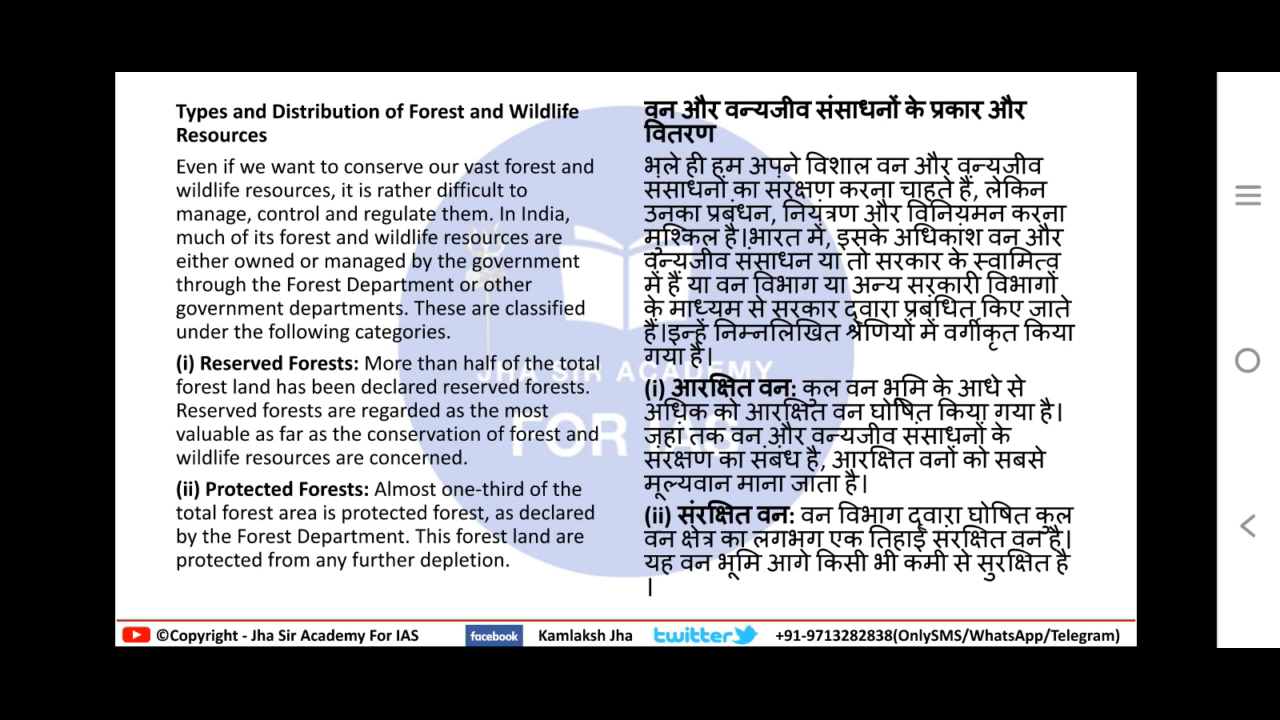 Types and Distribution of Forest and Wildlife
Resources
Even if we want to conserve our vast forest and
wildlife resources, it is rather difficult to
manage, control and regulate them. In India,
much of its forest and wildlife resources are
either owned or managed by the government
through the Forest Department or other
government departments. These are classified
under the following categories.
(i) Reserved Forests: More than half of the total
forest land has been declared reserved forests.
Reserved forests are regarded as the most
valuable as far as the conservation of forest and
wildlife resources are concerned.
(ii) Protected Forests: Almost one-third of the
total forest area is protected forest, as declared
by the Forest Department. This forest land are
protected from any further depletion.
वन और वन्यजीव संसाधनों के प्रकार और
वितरण
भले ही हम अपने विशाल वन और वन्यजीव
संसाधनों का संरक्षण करना चाहते हैं, लेकिन
उनका प्रबंधन, नियंत्रण और विनियमन करना
मुश्किल है।भारत में, इसके अधिकांश वन और
वन्यजीव संसाधन या तो सरकार के स्वामित्व
में हैं या वन विभाग या अन्य सरकारी विभागों
के माध्यम से सरकार द्वारा प्रबंधित किए जाते
हैं।इन्हें निम्नलिखित श्रेणियों में वर्गीकृत किया
गया है।
(i) आरक्षित वन: कुल वन भूमि के आधे से
अधिक को आरक्षित वन घोषित किया गया है।
जहां तक वन और वन्यजीव संसाधनों के
संरक्षण का संबंध है, आरक्षित वनों को सबसे
मूल्यवान माना जाता है।
(ii) संरक्षित वन: वन विभाग द्वारा घोषित कुल
वन क्षेत्र का लगभग एक तिहाई संरक्षित वन है।
यह वन भूमि आगे किसी भी कमी से सुरक्षित है
।
JHA SIR ACADEMY
FOR IAS
©Copyright - Jha Sir Academy For IAS
facebook
Kamlaksh Jha
twitter
+91-9713282838(OnlySMS/WhatsApp/Telegram)